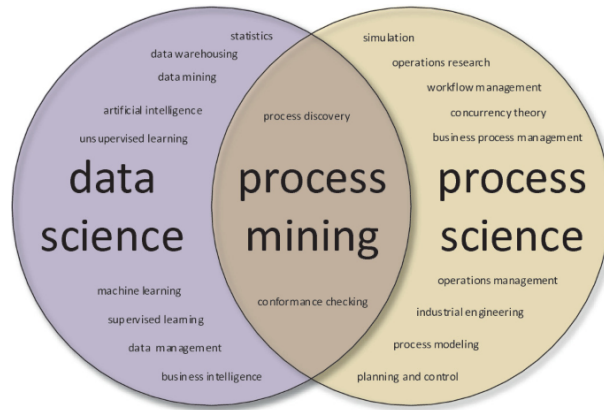 statistics
data warehousing
data mining
artificial intelligence
unsupervised learning
data
science
machine learning
supervised learning
data management
business intelligence
process discovery
process
mining
conformance checking
simulation
operations research
workflow management
concurrency theory
business process management
process
science
operations management
industrial engineering
process modeling
planning and control